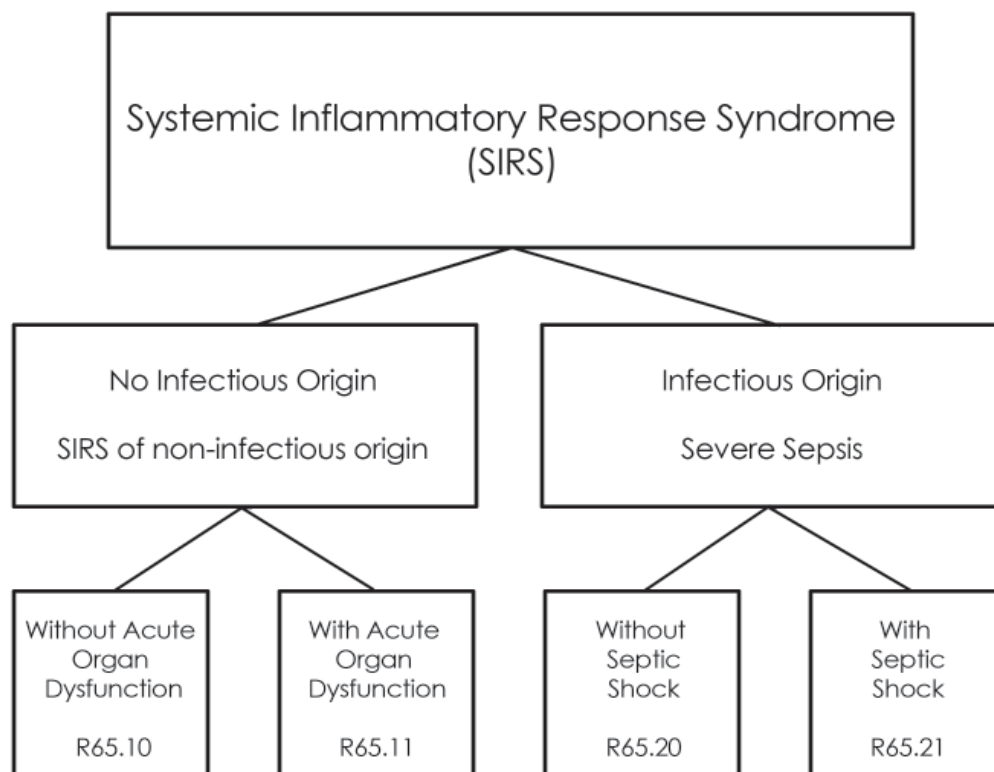 Systemic Inflammatory Response Syndrome
(SIRS)
No Infectious Origin
SIRS of non-infectious origin
Infectious Origin
Severe Sepsis
Without Acute
Organ
Dysfunction
R65.10
With Acute
Organ
Dysfunction
R65.11
Without
Septic
Shock
R65.20
With
Septic
Shock
R65.21